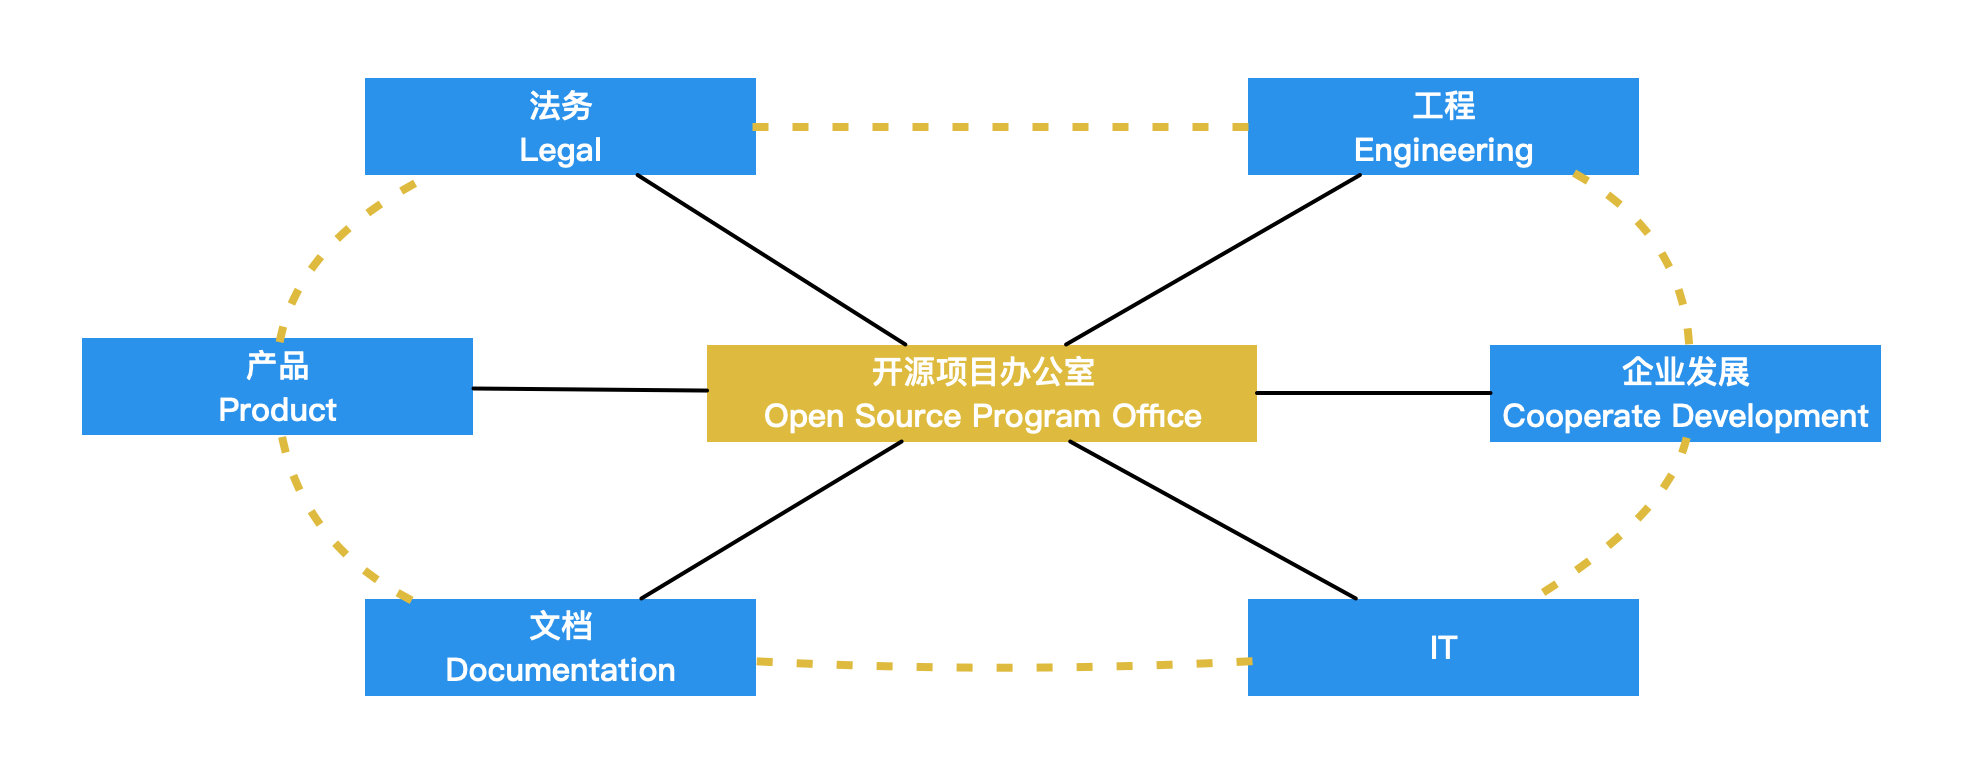 法务
Legal
工程
Engineering
产品
Product
开源项目办公室
Open Source Program Office
企业发展
Cooperate Development
文档
Documentation
IT